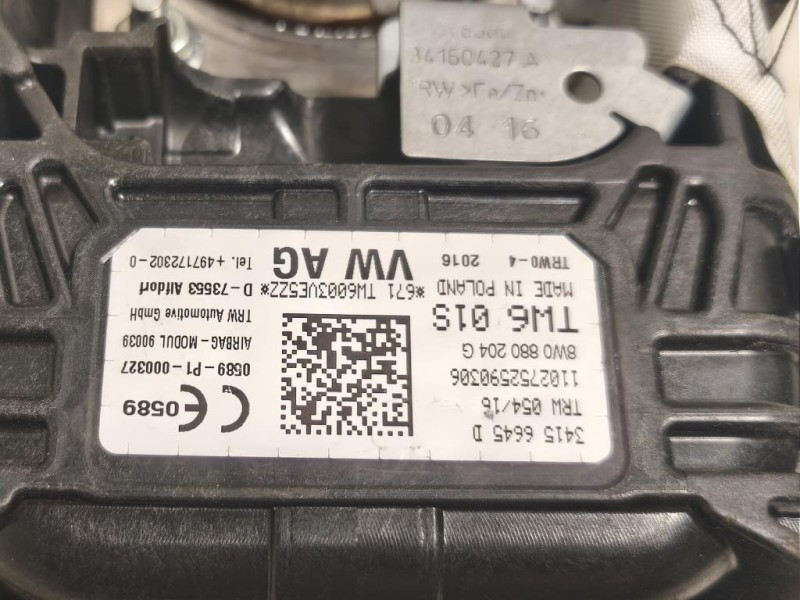 34160427 A
RW >Fe/Zn<
04 16
3415 6645 D
TRW 054/16
1102752590306
8W0 880 204 G
TW6 01S
MADE IN POLAND
TRW0-4 2016
*671 TW6003VE5ZZ*
VW AG
CE 0589
0589-P1-000327
AIRBAG-MODUL 90039
TRW Automotive GmbH
D-73553 Alfdorf
Tel. +497172302-0